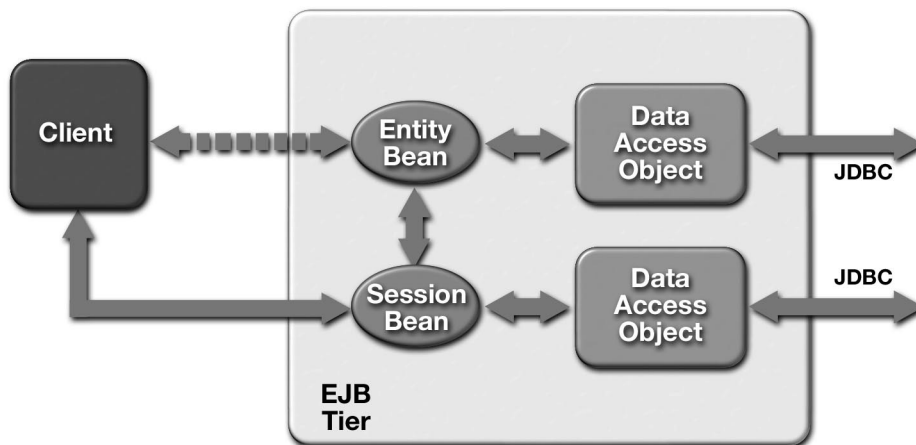 Client
Entity
Bean
Data
Access
Object
JDBC
Session
Bean
Data
Access
Object
JDBC
EJB
Tier